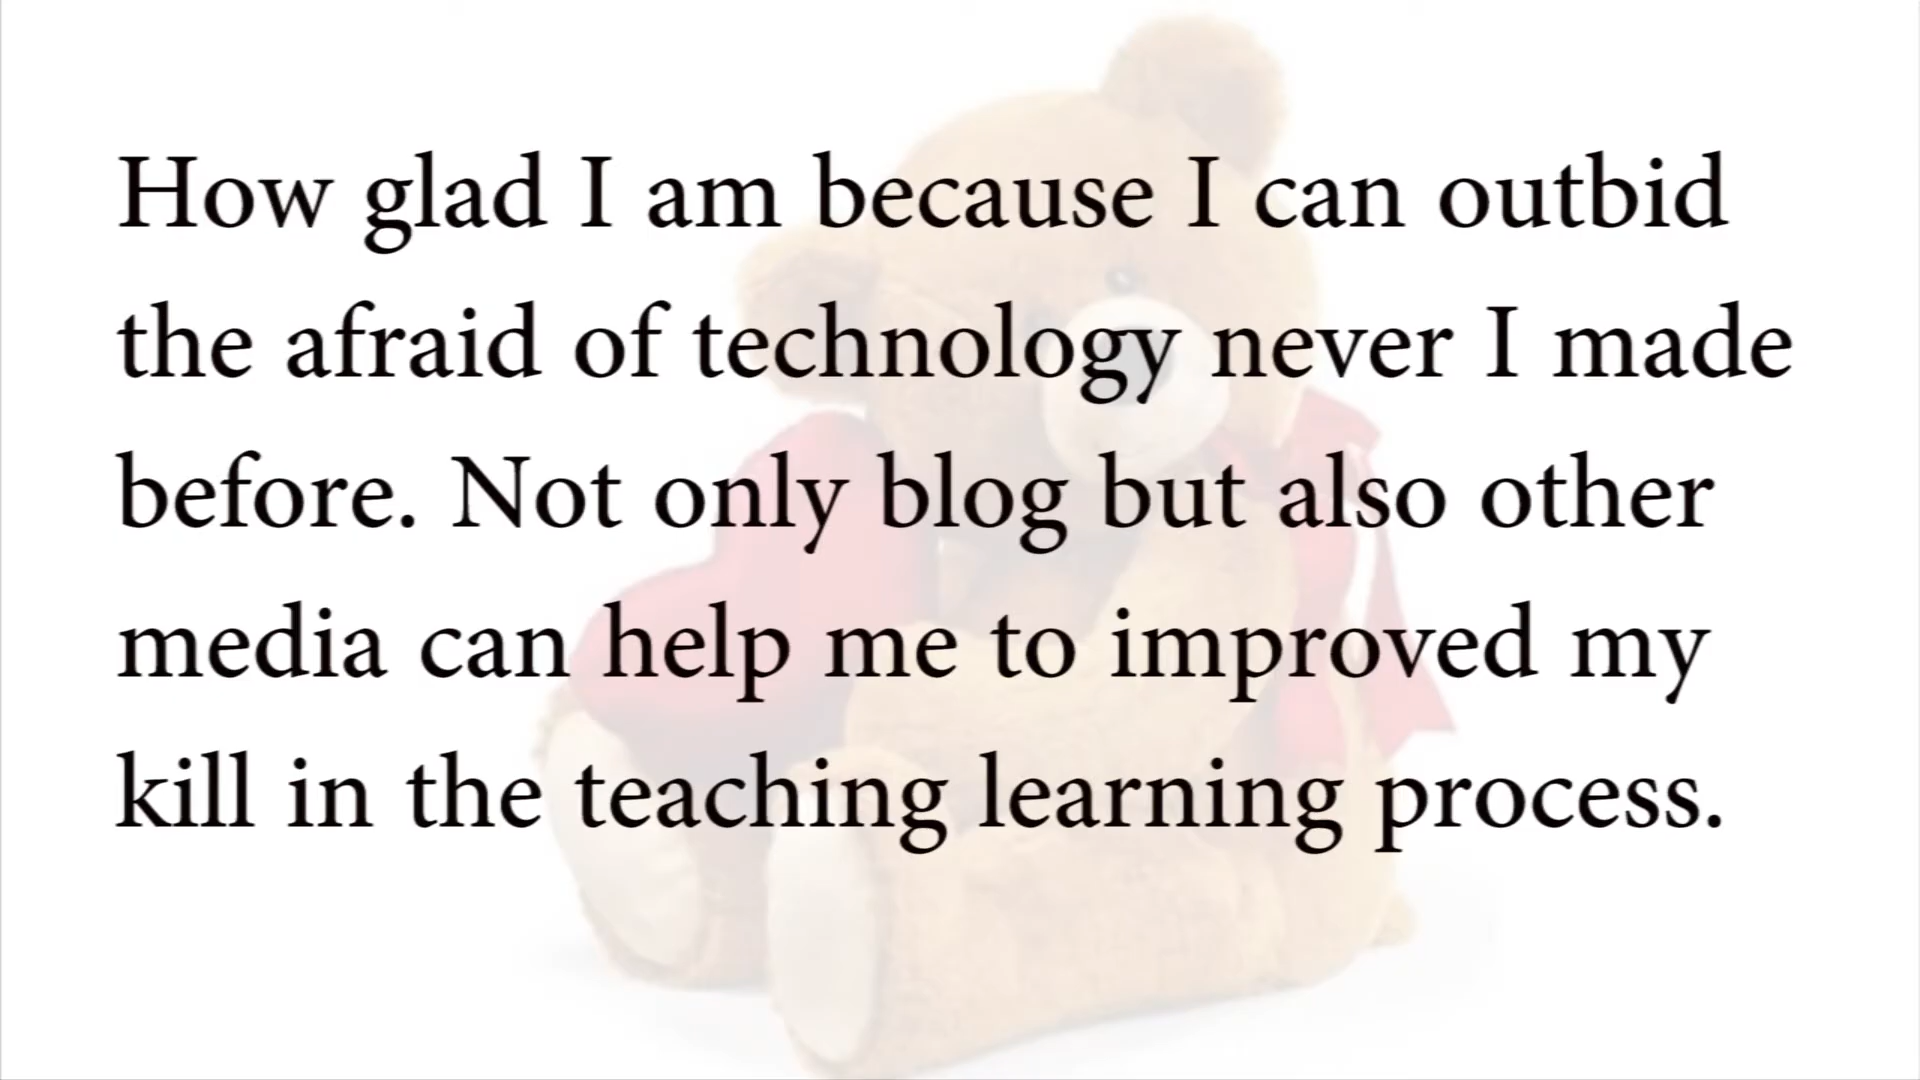 How glad I am because I can outbid
the afraid of technology never I made
before. Not only blog but also other
media can help me to improved my
kill in the teaching learning process.